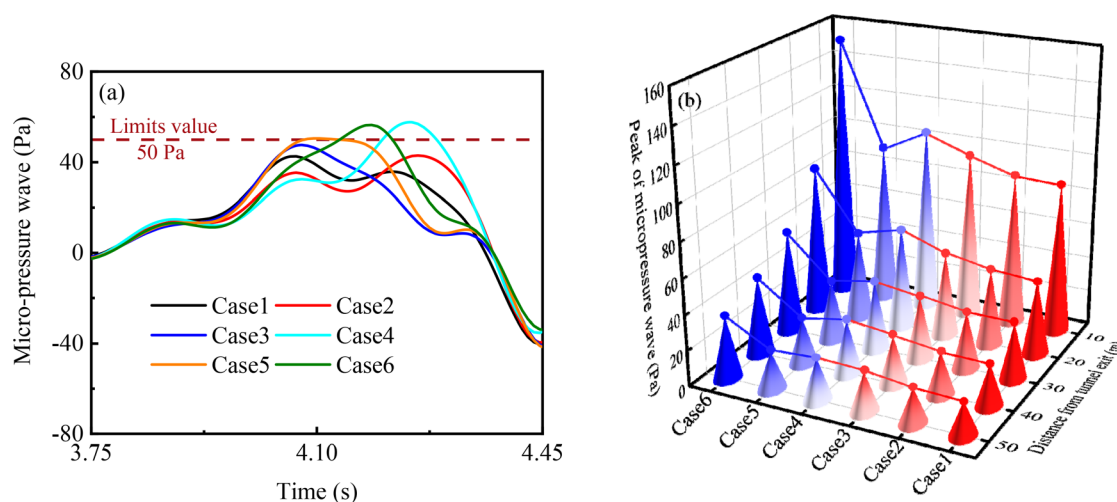 (a)
Limits value
50 Pa
80
40
0
-40
-80
Micro-pressure wave (Pa)
Case1
Case2
Case3
Case4
Case5
Case6
3.75
4.10
4.45
Time (s)
(b)
160
140
120
100
80
60
40
20
0
Peak of micropressure wave (Pa)
Case6
Case5
Case4
Case3
Case2
Case1
10
20
30
40
50
Distance from tunnel exit (m)